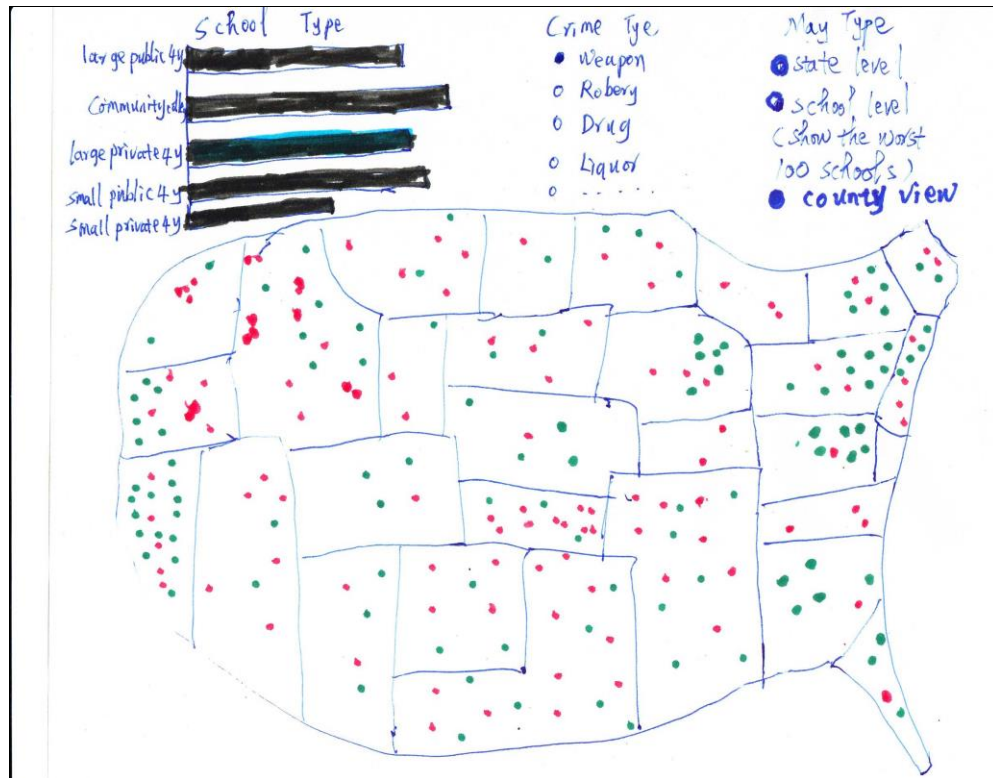 School Type
large public 4y
large private 4y
small public 4y
small private 4y
Crime Tye.
Weapon
Robery
Drug
Liquor
......
May Type
state level
school level
(show the worst
100 schools)
county view